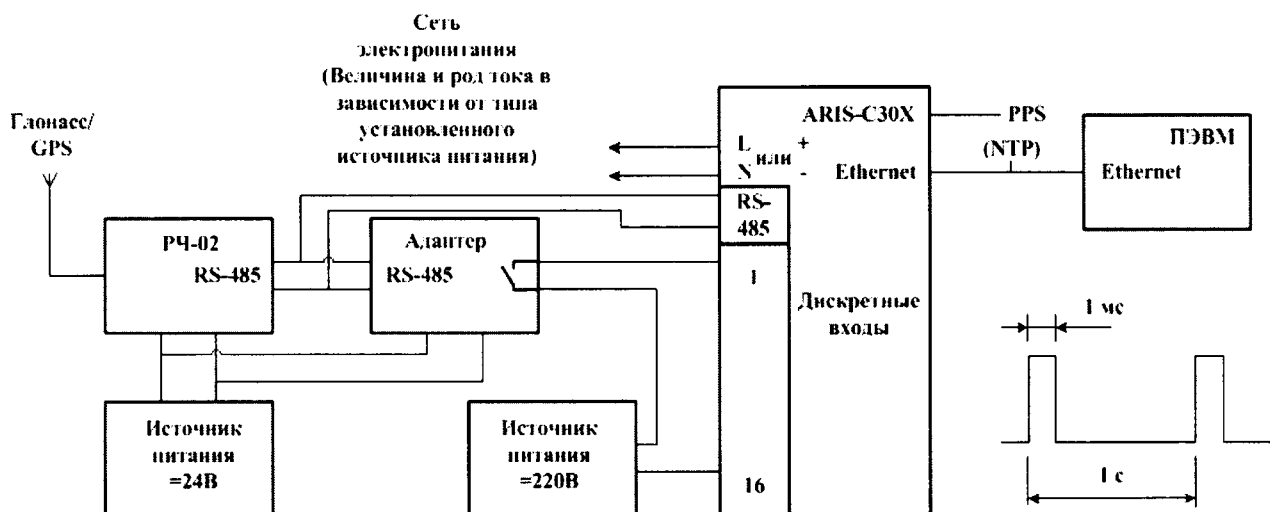 Сеть
электропитания
(Величина и род тока в
зависимости от типа
установленного
источника питания)
Глонасс/
GPS
РЧ-02
RS-485
Адаптер
RS-485
ARIS-C30X
L
или
+
N
-
Ethernet
RS-
485
1
Дискретные
входы
16
PPS
(NTP)
ПЭВМ
Ethernet
1 мс
1 с
Источник
питания
=24В
Источник
питания
=220В